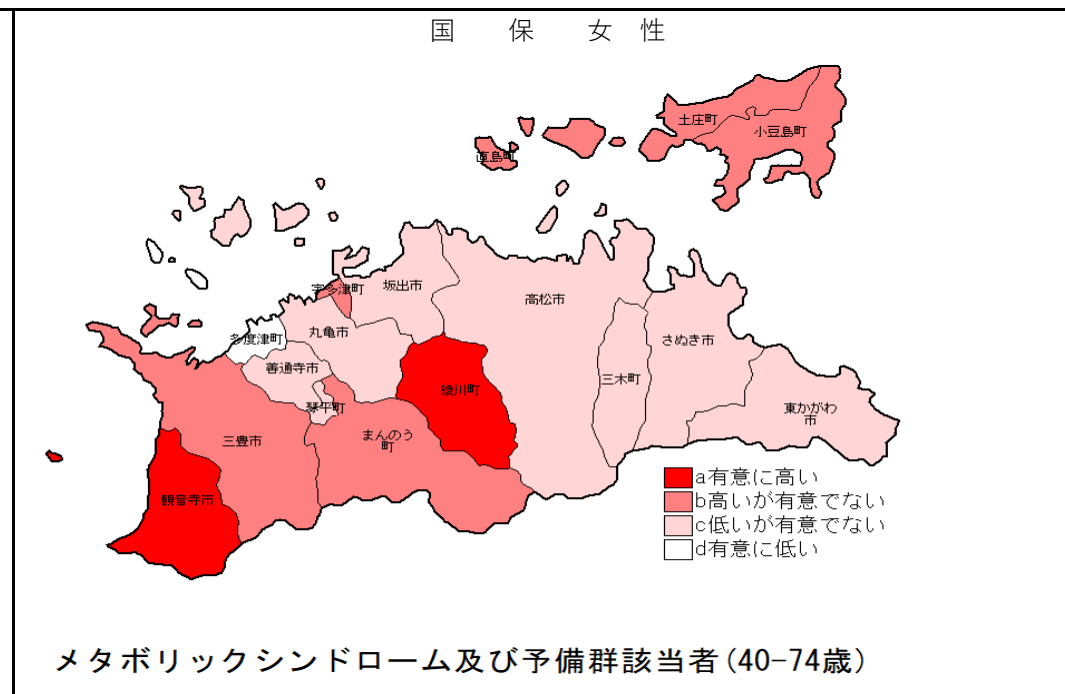 国 保 女 性
土庄町
小豆島町
直島町
宇多津町
坂出市
高松市
多度津町
丸亀市
さぬき市
善通寺市
三木町
綾川町
琴平町
東かがわ
市
三豊市
まんのう
町
観音寺市
a有意に高い
b高いが有意でない
c低いが有意でない
d有意に低い
メタボリックシンドローム及び予備群該当者(40-74歳)